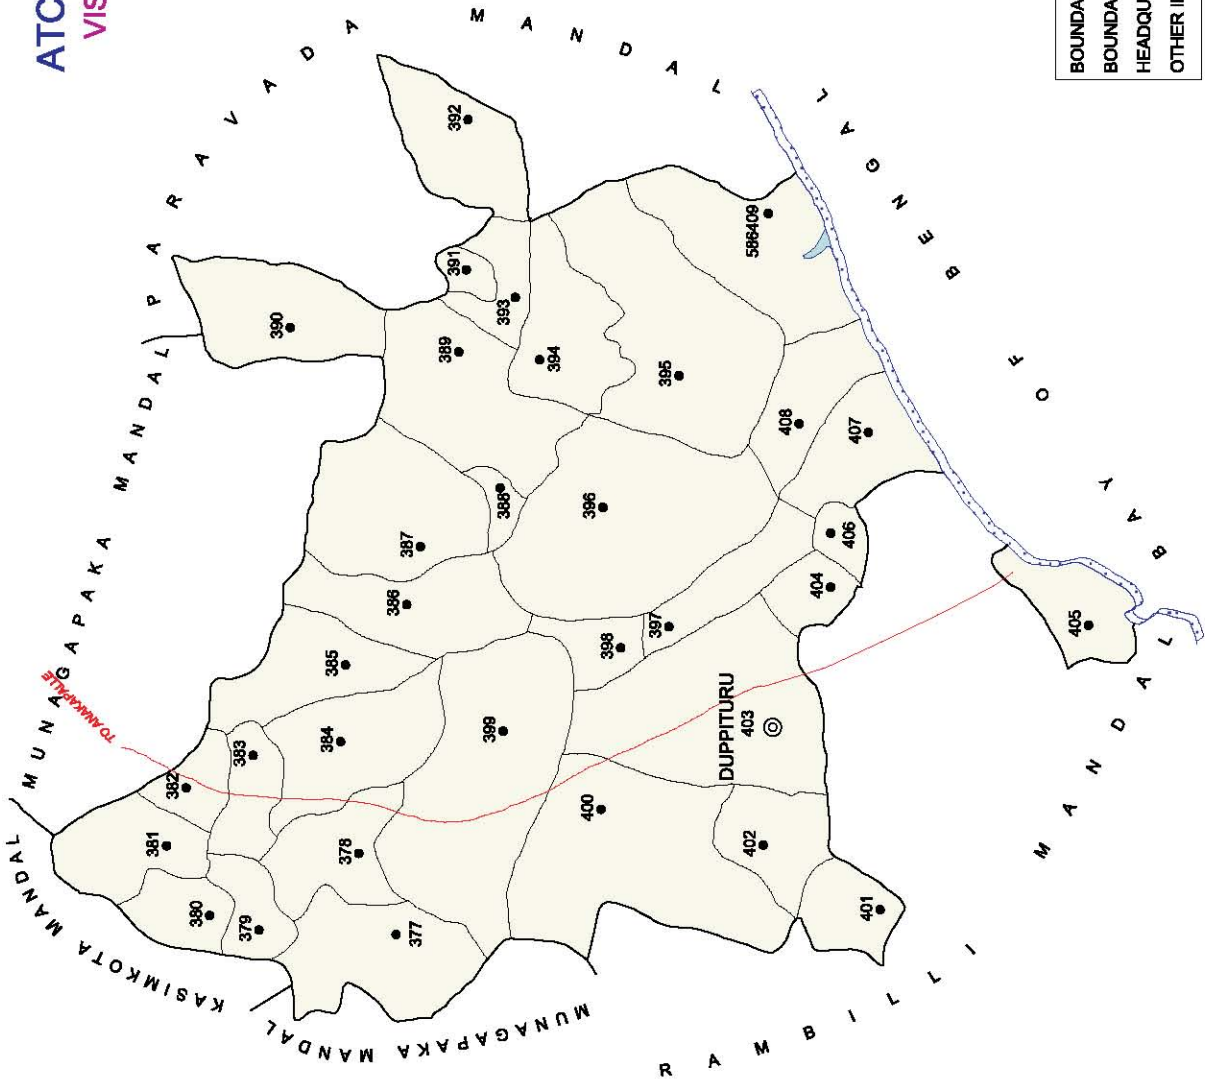 ATC
VIS
PARAVADA MANDAL
MUNAGAPAKA MANDAL
TO ANAKAPALLE
KASIMKOTA MANDAL
MUNAGAPAKA MANDAL
RAMBILLI MANDAL
BAY OF BENGAL
392
390
391
393
389
394
586409
395
408
407
388
396
387
406
404
386
397
398
405
385
399
DUPPITURU
403
384
383
382
400
381
378
402
380
379
377
401
BOUNDA
BOUNDA
HEADQU
OTHER I